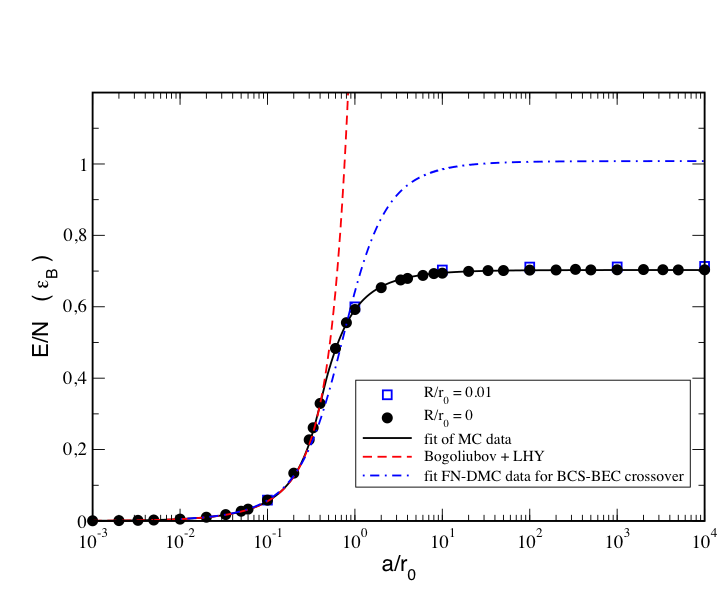 E/N ( ε_B )
1
0,8
0,6
0,4
0,2
0
R/r_0 = 0.01
R/r_0 = 0
fit of MC data
Bogoliubov + LHY
fit FN-DMC data for BCS-BEC crossover
10^-3 10^-2 10^-1 10^0 10^1 10^2 10^3 10^4
a/r_0